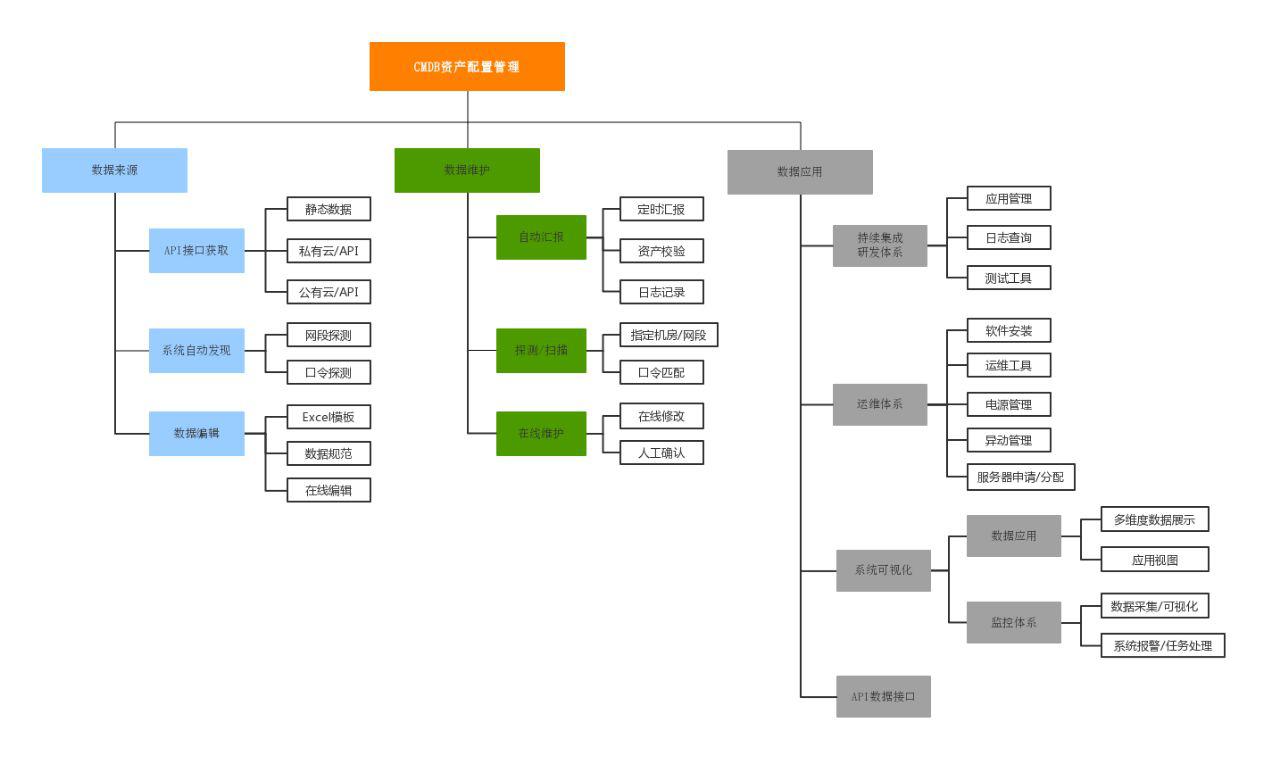 CMDB资产配置管理
数据来源
API接口获取
静态数据
私有云/API
公有云/API
系统自动发现
网段探测
口令探测
数据编辑
Excel模板
数据规范
在线编辑
数据维护
自动汇报
定时汇报
资产校验
日志记录
探测/扫描
指定机房/网段
口令匹配
在线维护
在线修改
人工确认
数据应用
持续集成
研发体系
应用管理
日志查询
测试工具
运维体系
软件安装
运维工具
电源管理
异动管理
服务器申请/分配
系统可视化
数据应用
多维度数据展示
应用视图
监控体系
数据采集/可视化
系统报警/任务处理
API数据接口